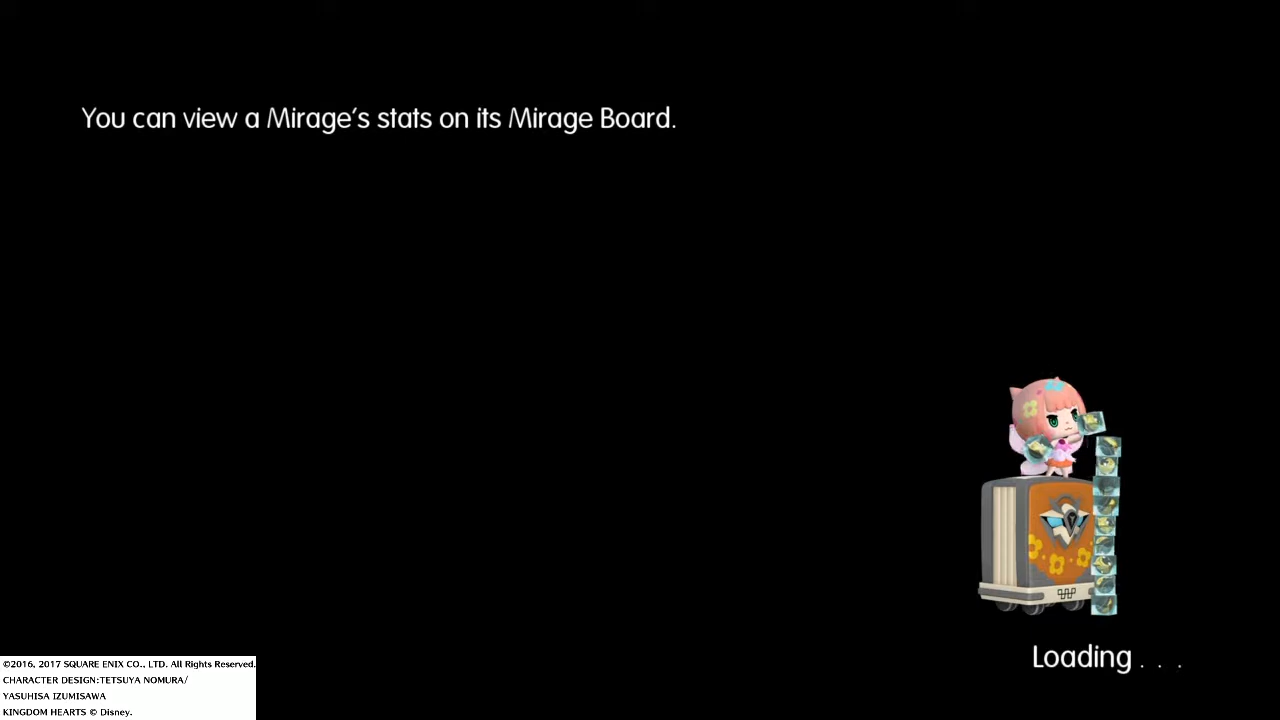 You can view a Mirage's stats on its Mirage Board.
Loading . . .
©2016, 2017 SQUARE ENIX CO., LTD. All Rights Reserved.
CHARACTER DESIGN:TETSUYA NOMURA/
YASUHISA IZUMISAWA
KINGDOM HEARTS © Disney.